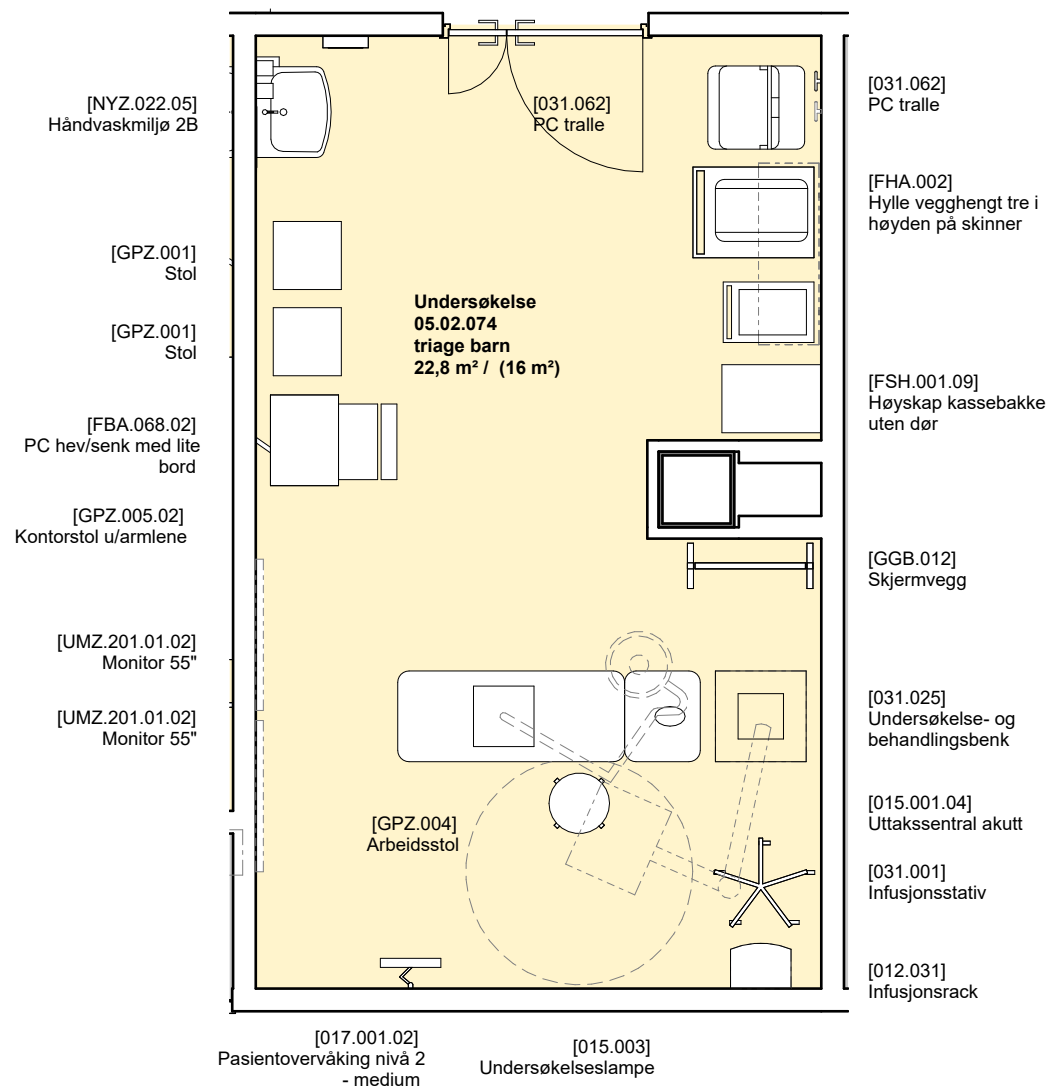 [NYZ.022.05]
Håndvaskmiljø 2B
[GPZ.001]
Stol
[GPZ.001]
Stol
[FBA.068.02]
PC hev/senk med lite
bord
[GPZ.005.02]
Kontorstol u/armlene
[UMZ.201.01.02]
Monitor 55"
[UMZ.201.01.02]
Monitor 55"
[031.062]
PC tralle
Undersøkelse
05.02.074
triage barn
22,8 m² / (16 m²)
[GPZ.004]
Arbeidsstol
[031.062]
PC tralle
[FHA.002]
Hylle vegghengt tre i
høyden på skinner
[FSH.001.09]
Høyskap kassebakke
uten dør
[GGB.012]
Skjermvegg
[031.025]
Undersøkelse- og
behandlingsbenk
[015.001.04]
Uttakssentral akutt
[031.001]
Infusjonsstativ
[012.031]
Infusjonsrack
[017.001.02]
Pasientovervåking nivå 2
- medium
[015.003]
Undersøkelseslampe